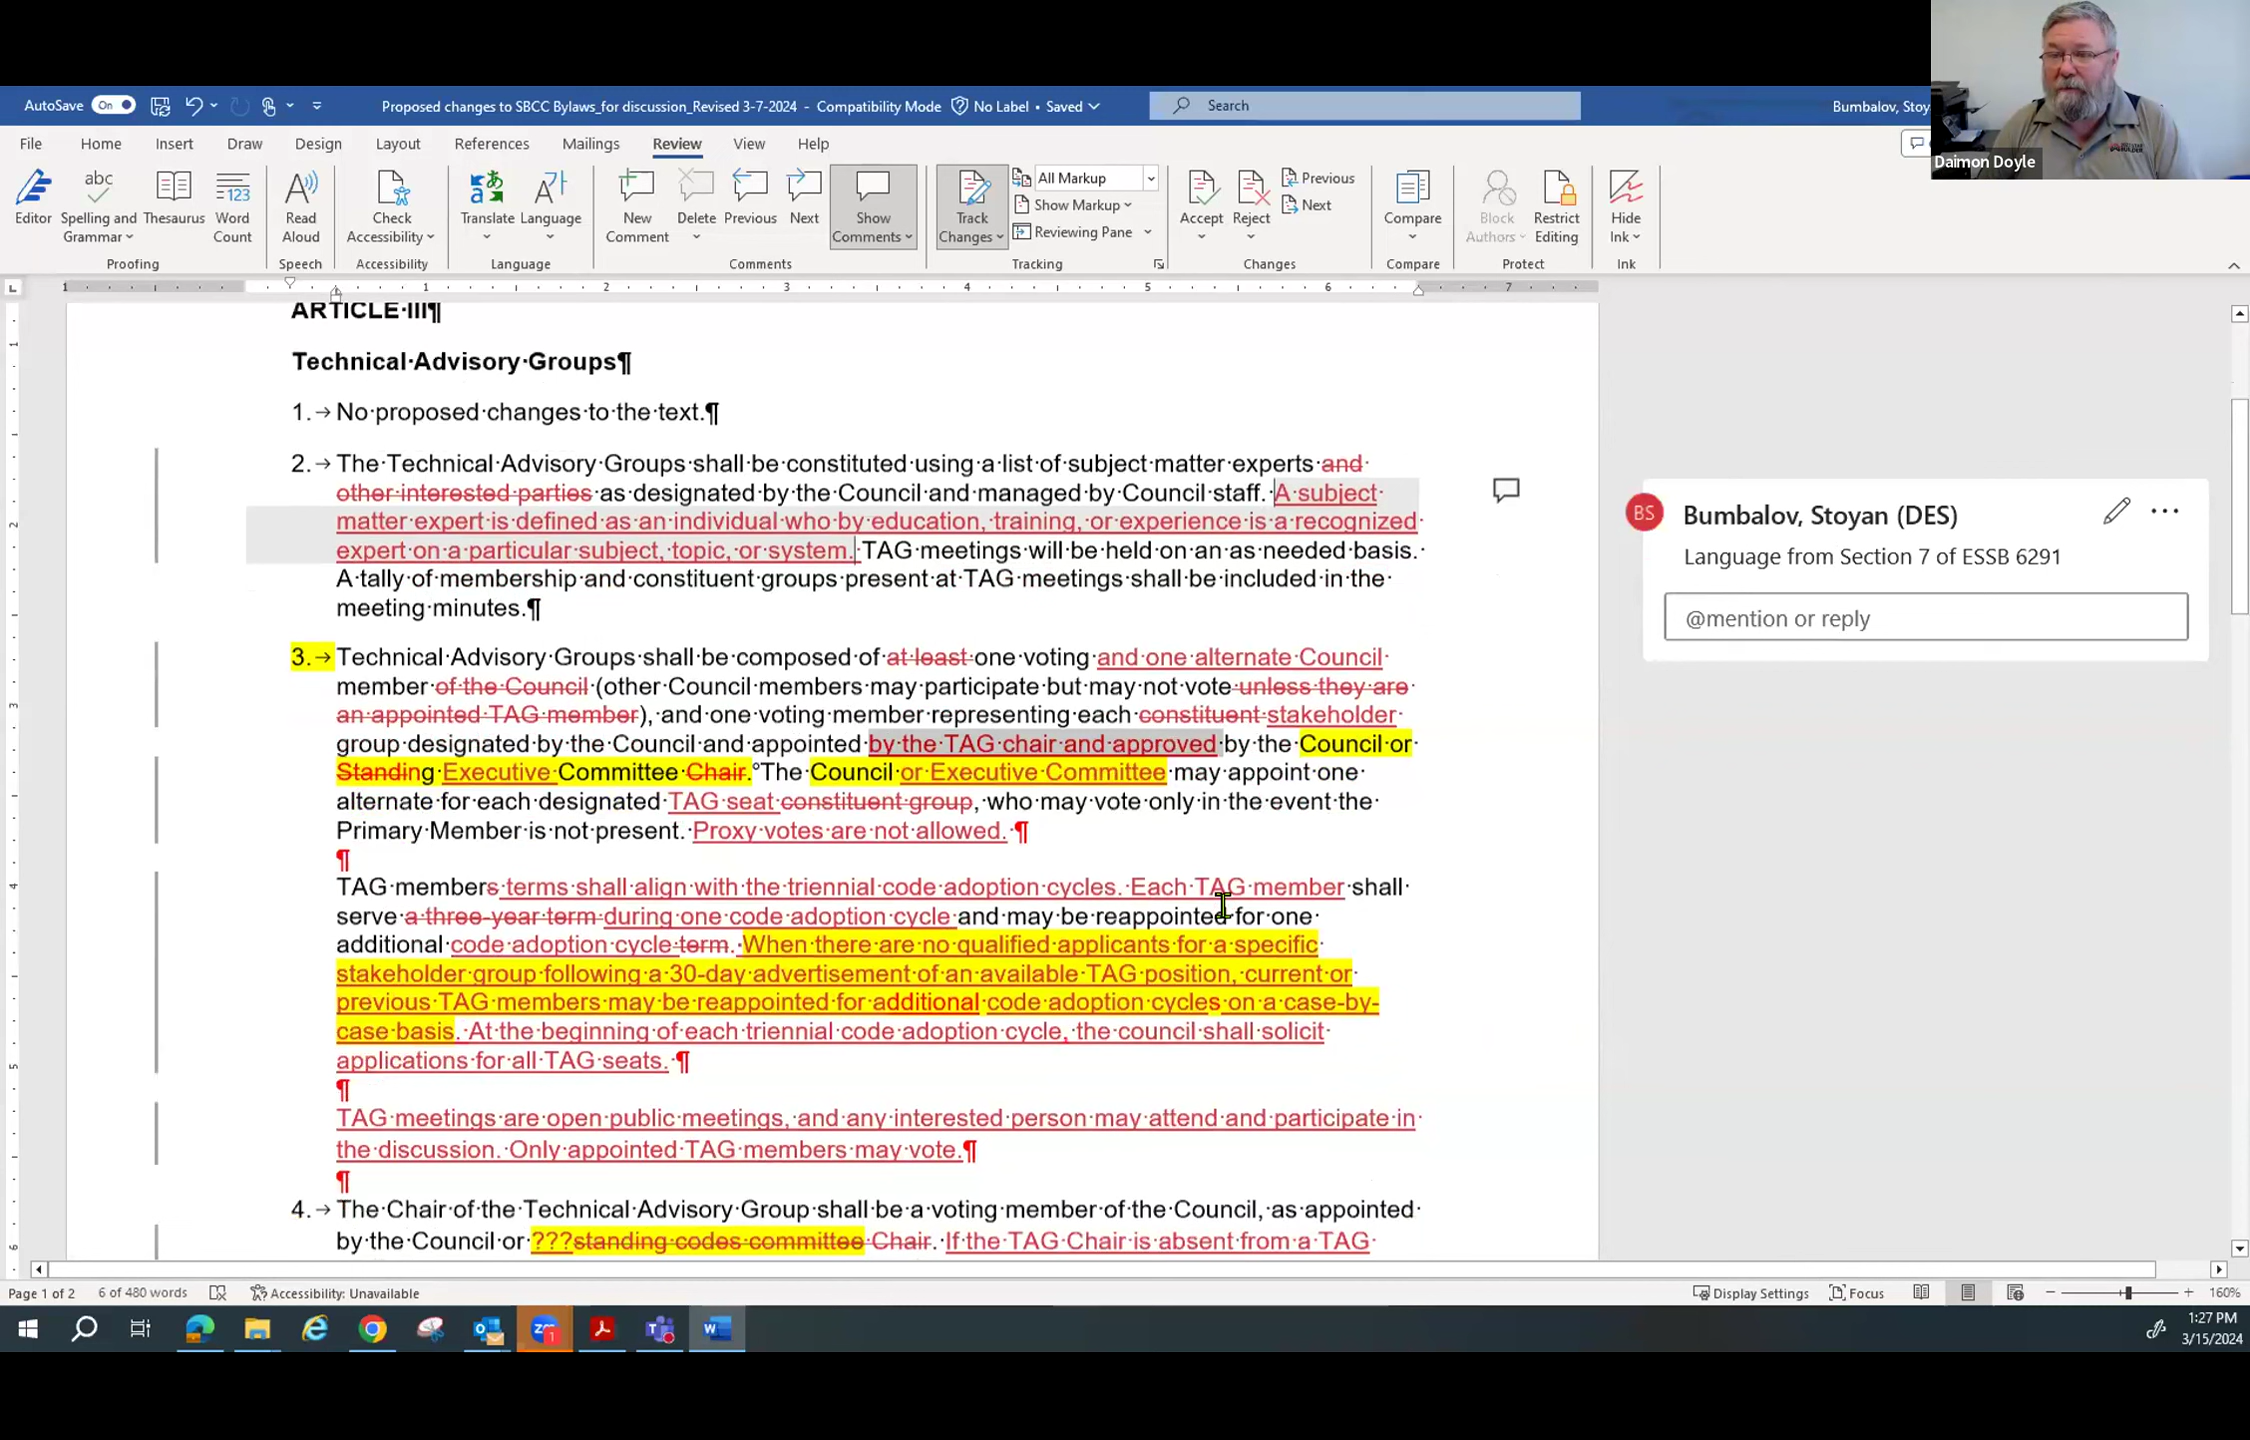 AutoSave On Proposed changes to SBCC Bylaws_for discussion_Revised 3-7-2024 - Compatibility Mode No Label • Saved Search Bumbalov, Stoy
Daimon Doyle
File Home Insert Draw Design Layout References Mailings Review View Help
Editor
Spelling and Grammar
Thesaurus
Word Count
Read Aloud
Check Accessibility
Translate
Language
New Comment
Delete
Previous
Next
Show Comments
Track Changes
All Markup
Show Markup
Reviewing Pane
Accept
Reject
Previous
Next
Compare
Block Authors
Restrict Editing
Hide Ink
Proofing Speech Accessibility Language Comments Tracking Changes Compare Protect Ink
1 1 2 3 4 5 6 7
ARTICLE·III¶
Technical·Advisory·Groups¶
1.→No·proposed·changes·to·the·text.¶
2.→The·Technical·Advisory·Groups·shall·be·constituted·using·a·list·of·subject·matter·experts·and·
other·interested·parties·as·designated·by·the·Council·and·managed·by·Council·staff.·A·subject·
matter·expert·is·defined·as·an·individual·who·by·education,·training,·or·experience·is·a·recognized·
expert·on·a·particular·subject,·topic,·or·system.·TAG·meetings·will·be·held·on·an·as·needed·basis.·
A·tally·of·membership·and·constituent·groups·present·at·TAG·meetings·shall·be·included·in·the·
meeting·minutes.¶
3.→Technical·Advisory·Groups·shall·be·composed·of·at·least·one·voting·and·one·alternate·Council·
member·of·the·Council·(other·Council·members·may·participate·but·may·not·vote·unless·they·are·
an·appointed·TAG·member),·and·one·voting·member·representing·each·constituent·stakeholder·
group·designated·by·the·Council·and·appointed·by·the·TAG·chair·and·approved·by·the·Council·or·
Standing·Executive·Committee·Chair.°The·Council·or·Executive·Committee·may·appoint·one·
alternate·for·each·designated·TAG·seat·constituent·group,·who·may·vote·only·in·the·event·the·
Primary·Member·is·not·present.·Proxy·votes·are·not·allowed.·¶
¶
TAG·members·terms·shall·align·with·the·triennial·code·adoption·cycles.·Each·TAG·member·shall·
serve·a·three-year·term·during·one·code·adoption·cycle·and·may·be·reappointed·for·one·
additional·code·adoption·cycle·term.·When·there·are·no·qualified·applicants·for·a·specific·
stakeholder·group·following·a·30-day·advertisement·of·an·available·TAG·position,·current·or·
previous·TAG·members·may·be·reappointed·for·additional·code·adoption·cycles·on·a·case-by-
case·basis.·At·the·beginning·of·each·triennial·code·adoption·cycle,·the·council·shall·solicit·
applications·for·all·TAG·seats.·¶
¶
TAG·meetings·are·open·public·meetings,·and·any·interested·person·may·attend·and·participate·in·
the·discussion.·Only·appointed·TAG·members·may·vote.¶
¶
4.→The·Chair·of·the·Technical·Advisory·Group·shall·be·a·voting·member·of·the·Council,·as·appointed·
by·the·Council·or·???standing·codes·committee·Chair.·If·the·TAG·Chair·is·absent·from·a·TAG·
1
2
3
4
5
6
BS Bumbalov, Stoyan (DES)
Language from Section 7 of ESSB 6291
@mention or reply
Page 1 of 2 6 of 480 words Accessibility: Unavailable Display Settings Focus 160%
1:27 PM
3/15/2024